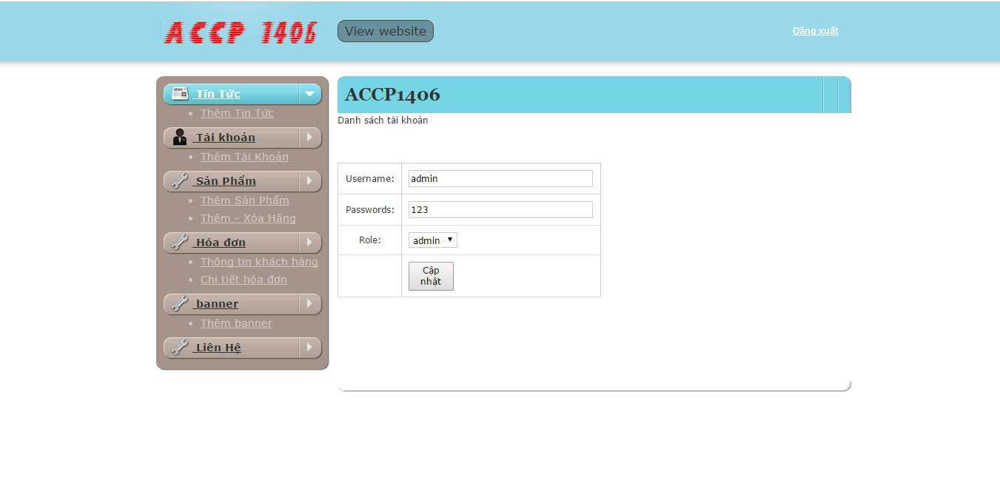 ACCP 1406
View website
Đăng xuất
Tin Tức
Thêm Tin Tức
Tài khoản
Thêm Tài Khoản
Sản Phẩm
Thêm Sản Phẩm
Thêm - Xóa Hãng
Hóa đơn
Thông tin khách hàng
Chi tiết hóa đơn
banner
Thêm banner
Liên Hệ
ACCP1406
Danh sách tài khoản
Username: admin
Passwords: 123
Role: admin
Cập
nhật